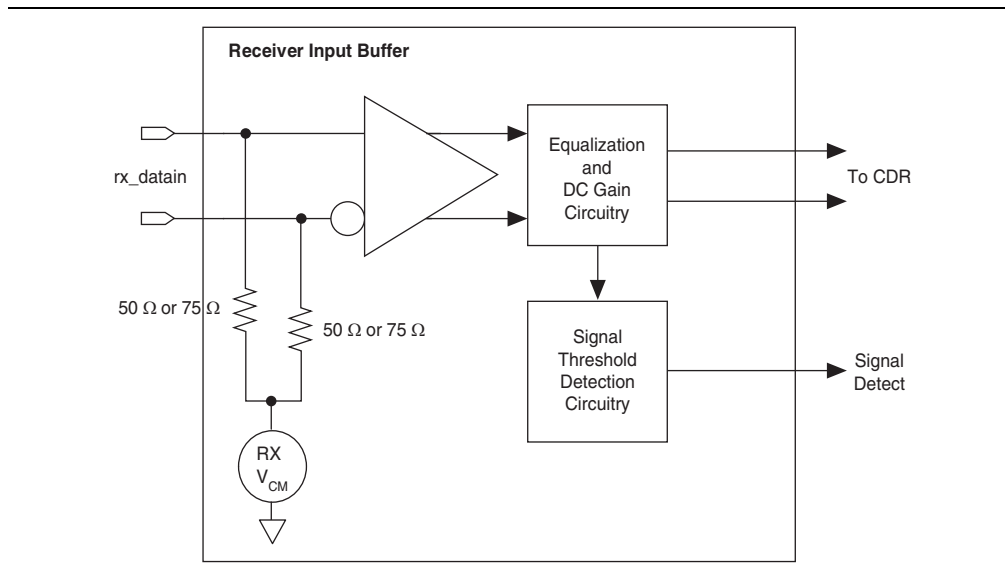 Receiver Input Buffer
rx_datain
Equalization
and
DC Gain
Circuitry
To CDR
50 Ω or 75 Ω
50 Ω or 75 Ω
Signal
Threshold
Detection
Circuitry
Signal
Detect
RX
V_CM